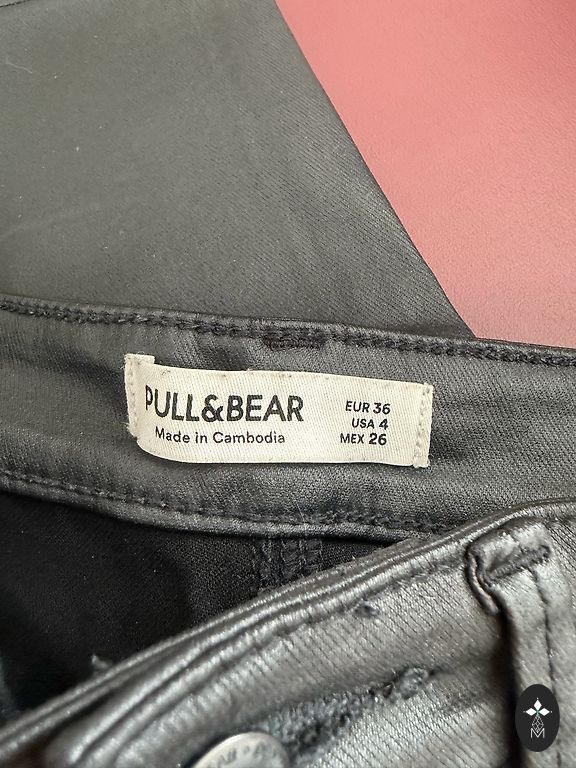 PULL&BEAR
Made in Cambodia
EUR 36
USA 4
MEX 26
M